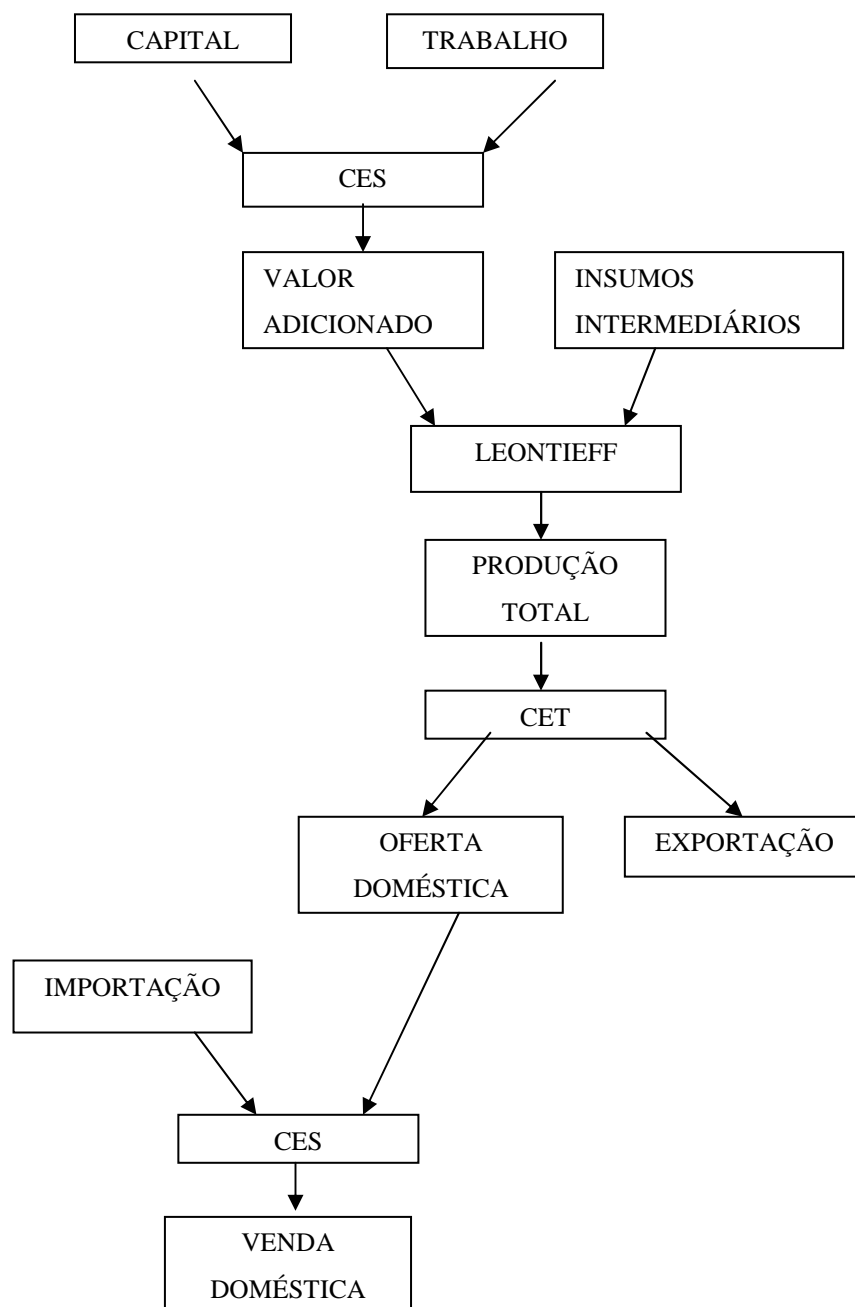 CAPITAL
TRABALHO
CES
VALOR
ADICIONADO
INSUMOS
INTERMEDIÁRIOS
LEONTIEFF
PRODUÇÃO
TOTAL
CET
OFERTA
DOMÉSTICA
EXPORTAÇÃO
IMPORTAÇÃO
CES
VENDA
DOMÉSTICA